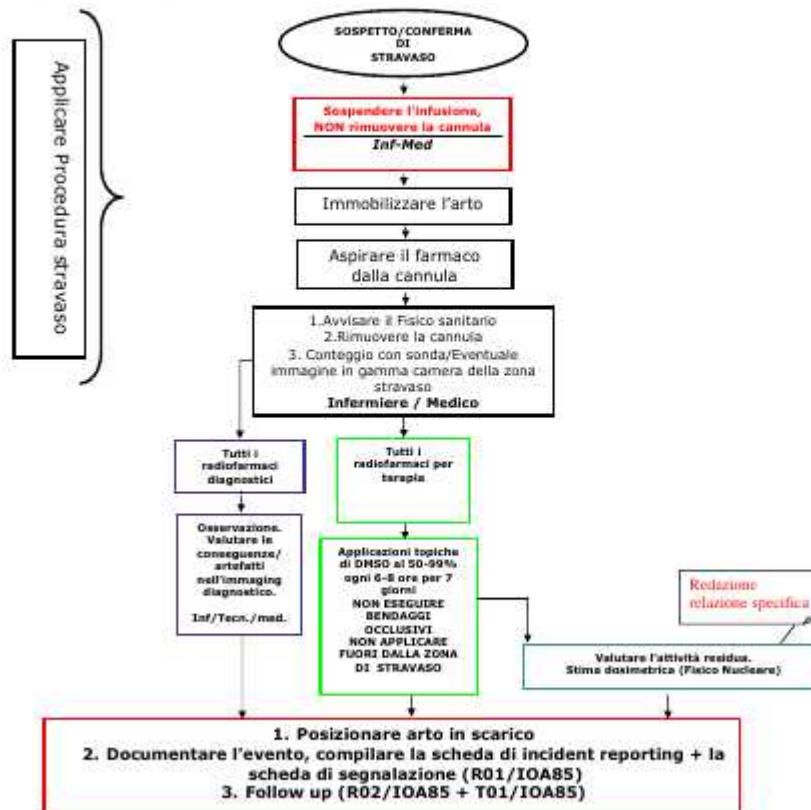 SOSPETTO/CONFERMA
DI
STRAVASO
Applicare Procedura stravaso
Sospendere l'infusione,
NON rimuovere la cannula
Inf-Med
Immobilizzare l'arto
Aspirare il farmaco
dalla cannula
1.Avvisare il Fisico sanitario
2.Rimuovere la cannula
3. Conteggio con sonda/Eventuale
immagine in gamma camera della zona
stravaso
Infermiere / Medico
Tutti i
radiofarmaci
diagnostici
Tutti i
radiofarmaci per
terapia
Osservazione.
Valutare le
conseguenze/
artefatti
nell'immaging
diagnostico.
Inf/Tecn./med.
Applicazioni topiche
di DMSO al 50-99%
ogni 6-8 ore per 7
giorni
NON ESEGUIRE
BENDAGGI
OCCLUSIVI
NON APPLICARE
FUORI DALLA ZONA
DI STRAVASO
Redazione
relazione specifica
Valutare l'attività residua.
Stima dosimetrica (Fisico Nucleare)
1. Posizionare arto in scarico
2. Documentare l'evento, compilare la scheda di incident reporting + la
scheda di segnalazione (R01/IOA85)
3. Follow up (R02/IOA85 + T01/IOA85)